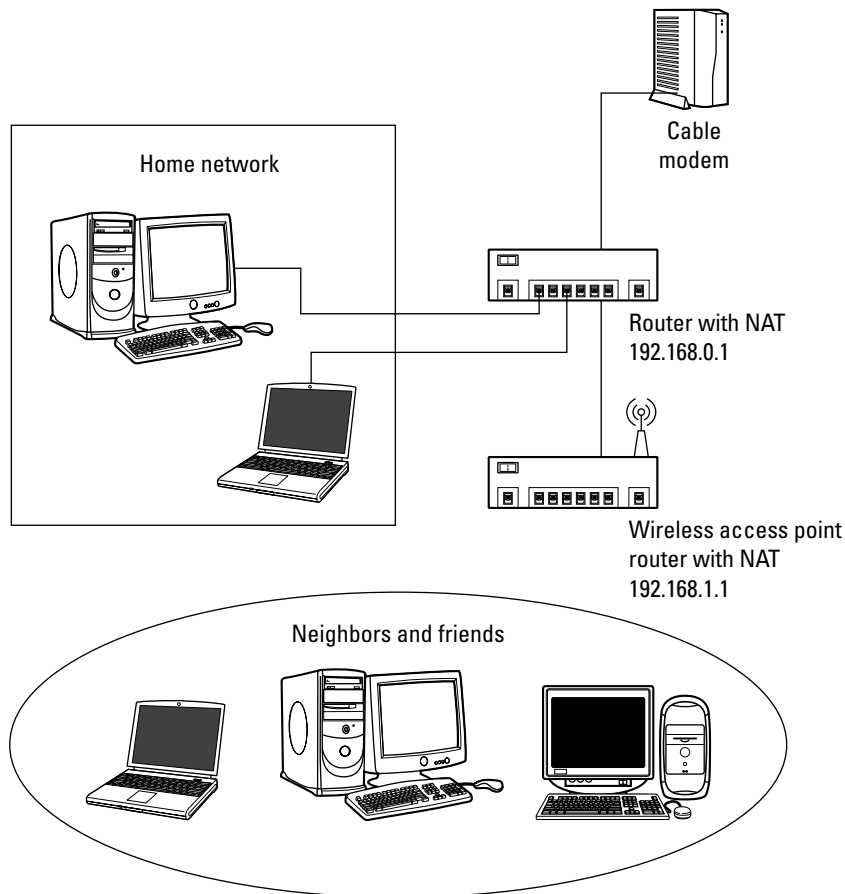 Cable
modem
Home network
Router with NAT
192.168.0.1
Wireless access point
router with NAT
192.168.1.1
Neighbors and friends